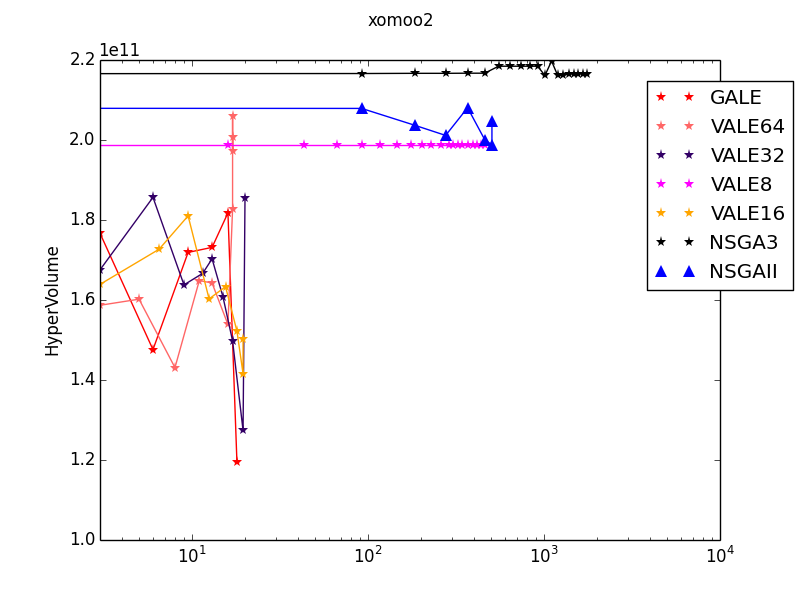 xomoo2
1e11
2.2
2.0
1.8
1.6
1.4
1.2
1.0
HyperVolume
10^1
10^2
10^3
10^4
GALE
VALE64
VALE32
VALE8
VALE16
NSGA3
NSGAII